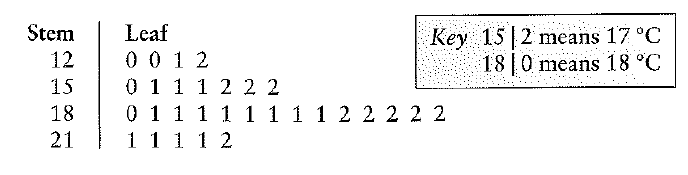 Stem Leaf
12 0 0 1 2
15 0 1 1 1 2 2 2
18 0 1 1 1 1 1 1 1 1 2 2 2 2 2
21 1 1 1 1 2
Key 15 | 2 means 17 °C
18 | 0 means 18 °C